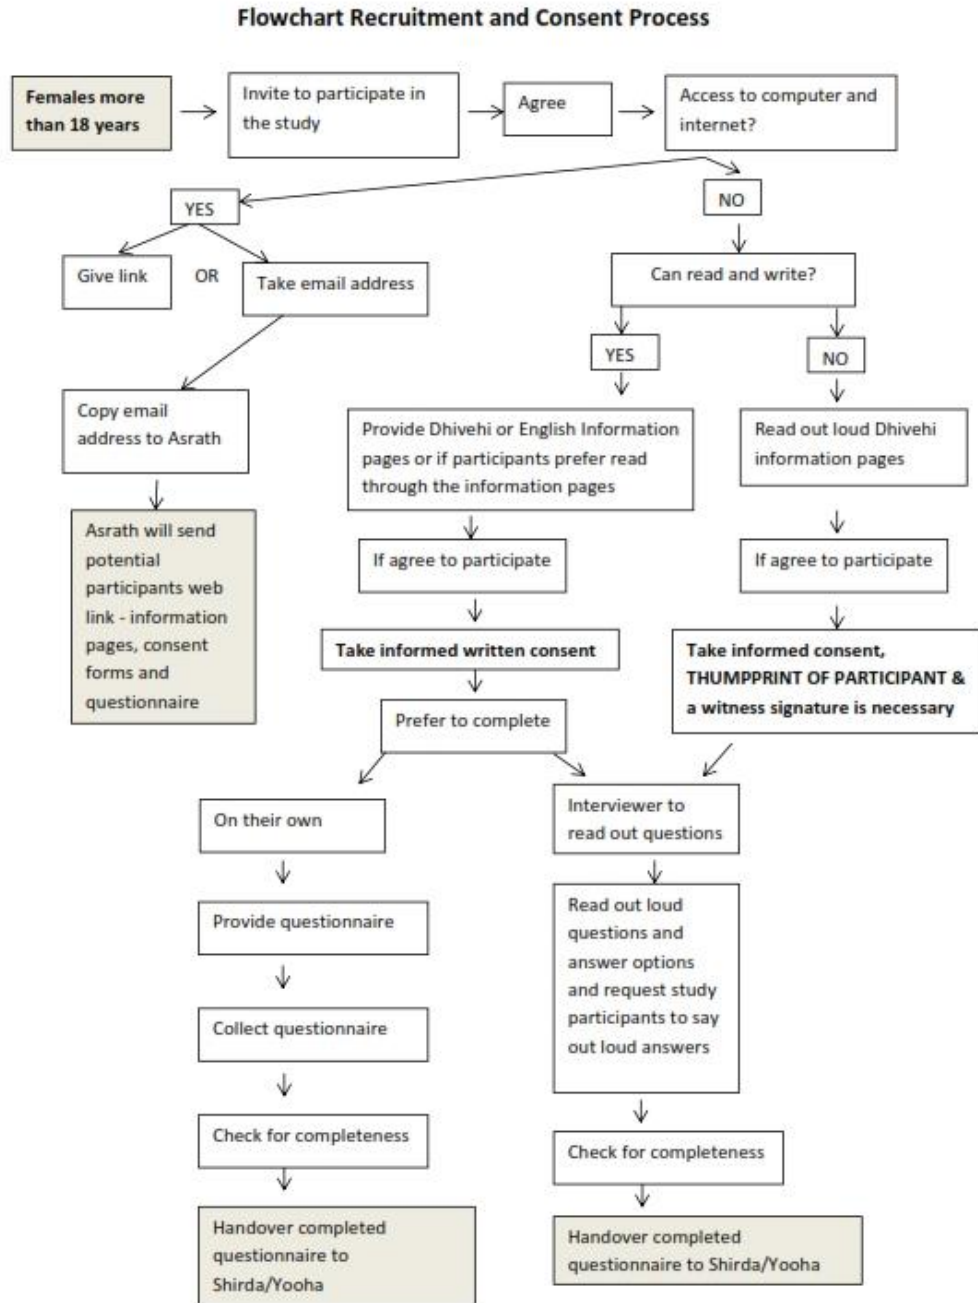 Flowchart Recruitment and Consent Process
Females more
than 18 years
Invite to participate in
the study
Agree
Access to computer and
internet?
YES
NO
Give link
OR
Take email address
Can read and write?
YES
NO
Copy email
address to Asrath
Provide Dhivehi or English Information
pages or if participants prefer read
through the information pages
Read out loud Dhivehi
information pages
Asrath will send
potential
participants web
link - information
pages, consent
forms and
questionnaire
If agree to participate
If agree to participate
Take informed written consent
Take informed consent,
THUMPPRINT OF PARTICIPANT &
a witness signature is necessary
Prefer to complete
On their own
Interviewer to
read out questions
Provide questionnaire
Read out loud
questions and
answer options
and request study
participants to say
out loud answers
Collect questionnaire
Check for completeness
Check for completeness
Handover completed
questionnaire to
Shirda/Yooha
Handover completed
questionnaire to Shirda/Yooha